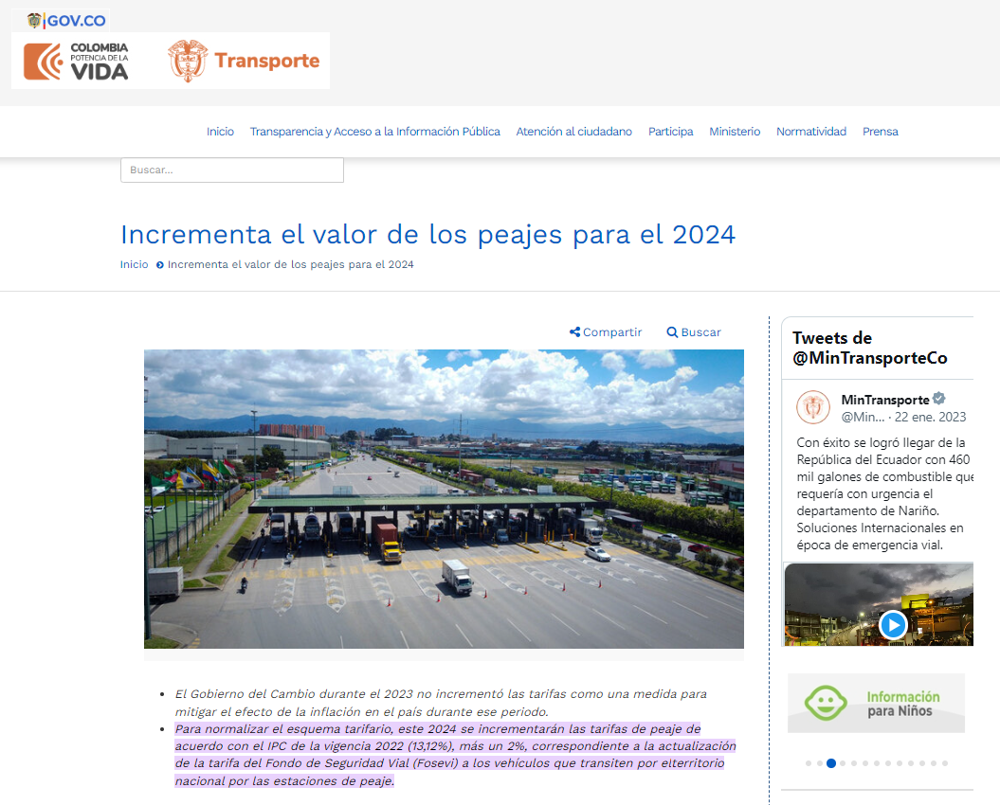 GOV.CO
COLOMBIA
POTENCIA DE LA
VIDA
Transporte
Inicio
Transparencia y Acceso a la Información Pública
Atención al ciudadano
Participa
Ministerio
Normatividad
Prensa
Buscar...
Incrementa el valor de los peajes para el 2024
Inicio Incrementa el valor de los peajes para el 2024
Compartir
Buscar
El Gobierno del Cambio durante el 2023 no incrementó las tarifas como una medida para
mitigar el efecto de la inflación en el país durante ese periodo.
Para normalizar el esquema tarifario, este 2024 se incrementarán las tarifas de peaje de
acuerdo con el IPC de la vigencia 2022 (13,12%), más un 2%, correspondiente a la actualización
de la tarifa del Fondo de Seguridad Vial (Fosevi) a los vehículos que transiten por elterritorio
nacional por las estaciones de peaje.
Tweets de
@MinTransporteCo
MinTransporte
@Min... · 22 ene. 2023
Con éxito se logró llegar de la
República del Ecuador con 460
mil galones de combustible que
requería con urgencia el
departamento de Nariño.
Soluciones Internacionales en
época de emergencia vial.
Información
para Niños